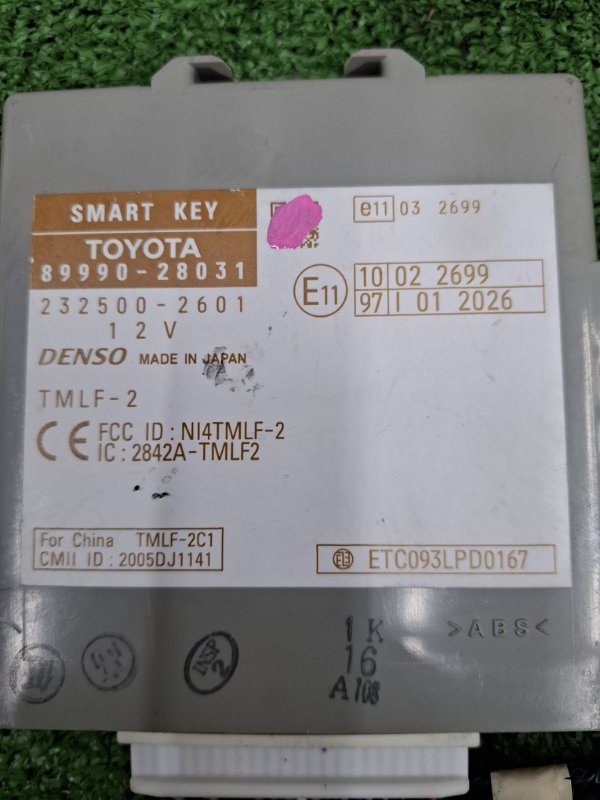 SMART KEY
TOYOTA
89990-28031
232500-2601
12V
DENSO MADE IN JAPAN
TMLF-2
CE FCC ID : NI4TMLF-2
IC : 2842A-TMLF2
For China TMLF-2C1
CMII ID : 2005DJ1141
e11 03 2699
E11
10 02 2699
97 I 01 2026
ETC093LPD0167
1K
16
A108
>ABS<